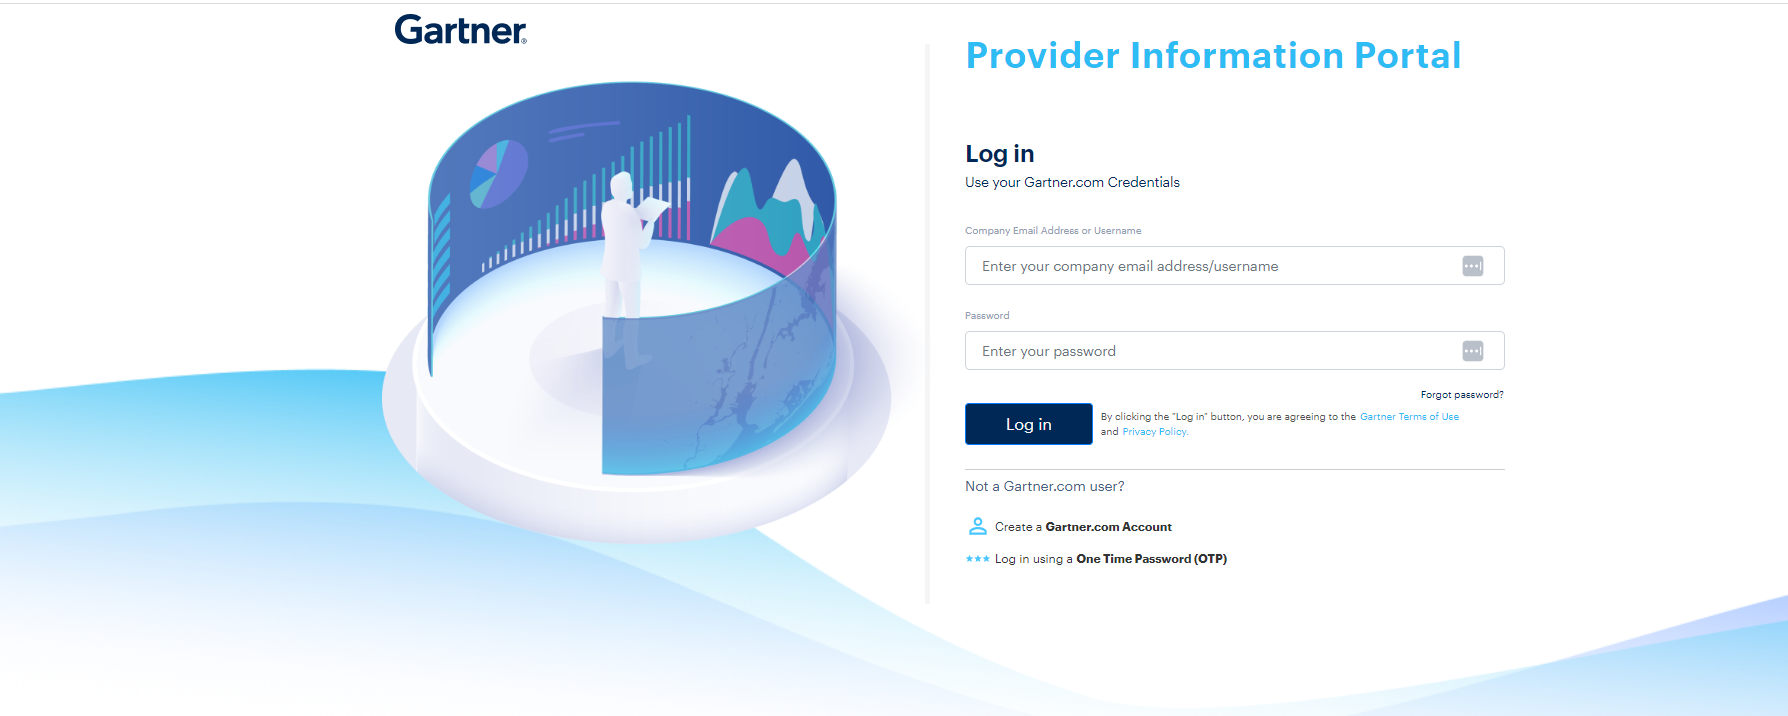 Gartner®
Provider Information Portal
Log in
Use your Gartner.com Credentials
Company Email Address or Username
Enter your company email address/username
Password
Enter your password
Forgot password?
Log in
By clicking the "Log in" button, you are agreeing to the Gartner Terms of Use
and Privacy Policy.
Not a Gartner.com user?
Create a Gartner.com Account
*** Log in using a One Time Password (OTP)